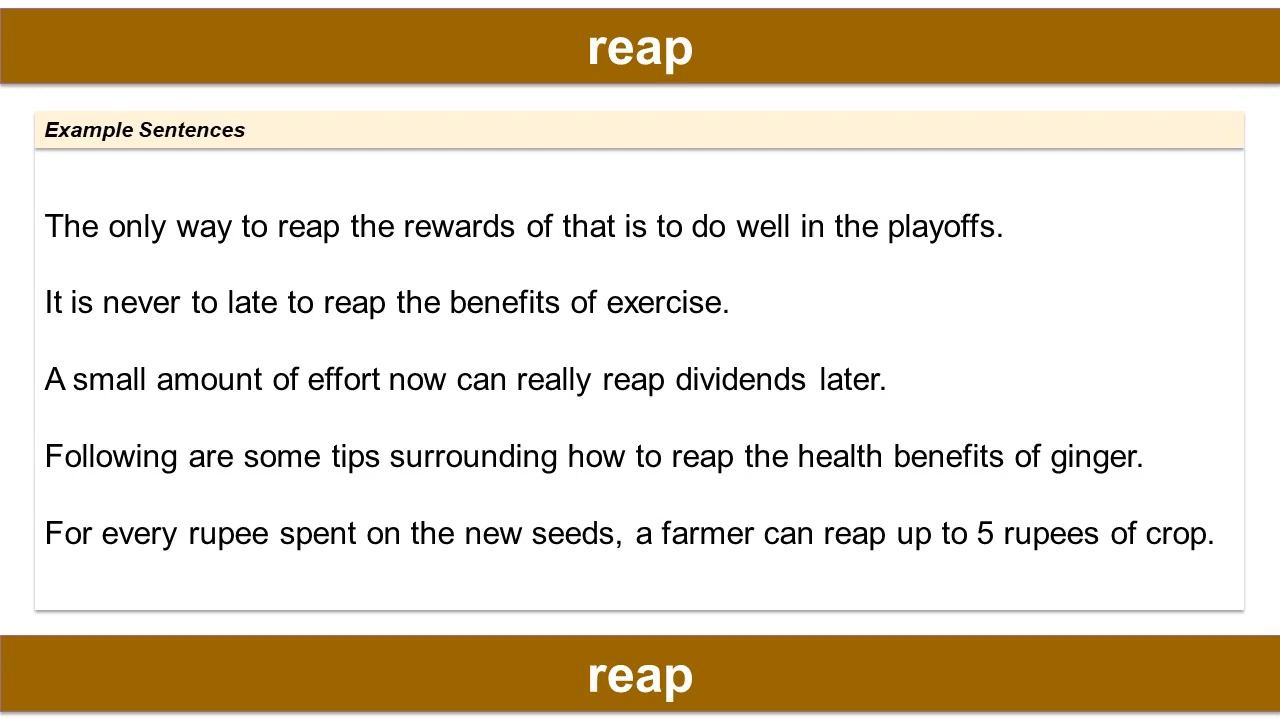 reap
Example Sentences
The only way to reap the rewards of that is to do well in the playoffs.
It is never to late to reap the benefits of exercise.
A small amount of effort now can really reap dividends later.
Following are some tips surrounding how to reap the health benefits of ginger.
For every rupee spent on the new seeds, a farmer can reap up to 5 rupees of crop.
reap